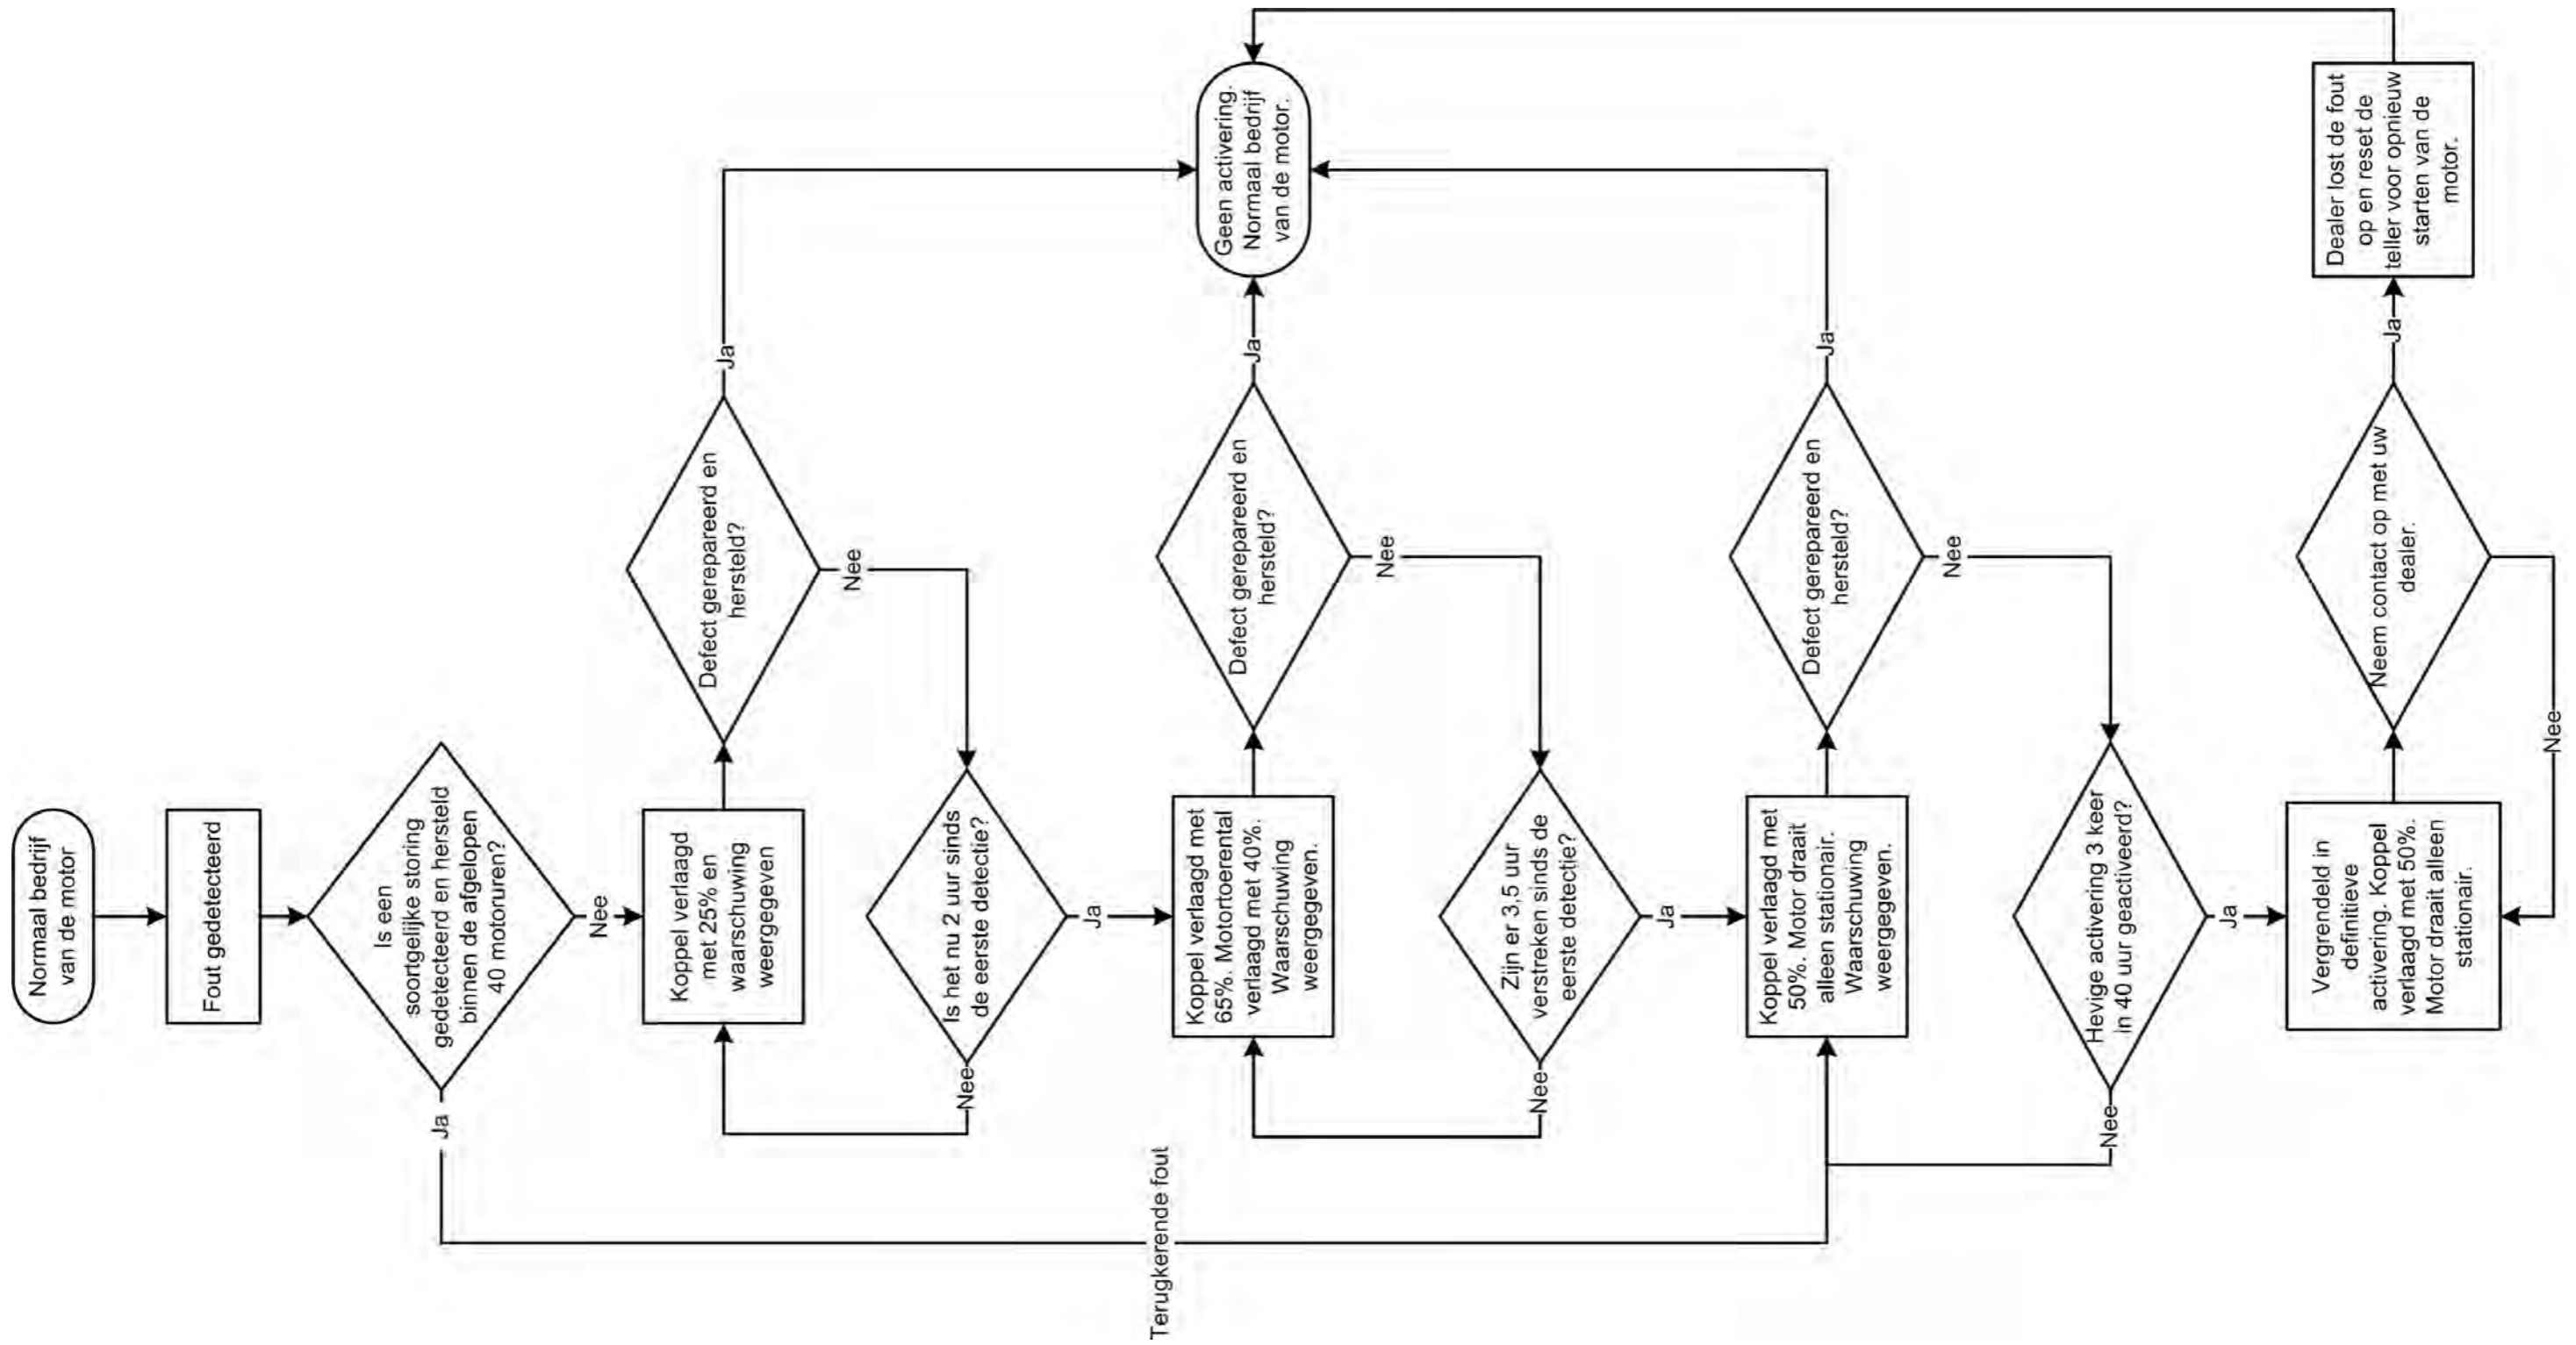 Normaal bedrijf
van de motor
Fout gedetecteerd
Is een
soortgelijke storing
gedetecteerd en hersteld
binnen de afgelopen
40 motoruren?
Ja
Nee
Terugkerende fout
Koppel verlaagd
met 25% en
waarschuwing
weergegeven
Defect gerepareerd en
hersteld?
Ja
Nee
Is het nu 2 uur sinds
de eerste detectie?
Nee
Ja
Koppel verlaagd met
65%. Motortoerental
verlaagd met 40%.
Waarschuwing
weergegeven.
Defect gerepareerd en
hersteld?
Ja
Nee
Geen activering.
Normaal bedrijf
van de motor.
Zijn er 3,5 uur
verstreken sinds de
eerste detectie?
Nee
Ja
Koppel verlaagd met
50%. Motor draait
alleen stationair.
Waarschuwing
weergegeven.
Defect gerepareerd en
hersteld?
Ja
Nee
Hevige activering 3 keer
in 40 uur geactiveerd?
Nee
Ja
Vergrendeld in
definitieve
activering. Koppel
verlaagd met 50%.
Motor draait alleen
stationair.
Neem contact op met uw
dealer.
Ja
Nee
Dealer lost de fout
op en reset de
teller voor opnieuw
starten van de
motor.